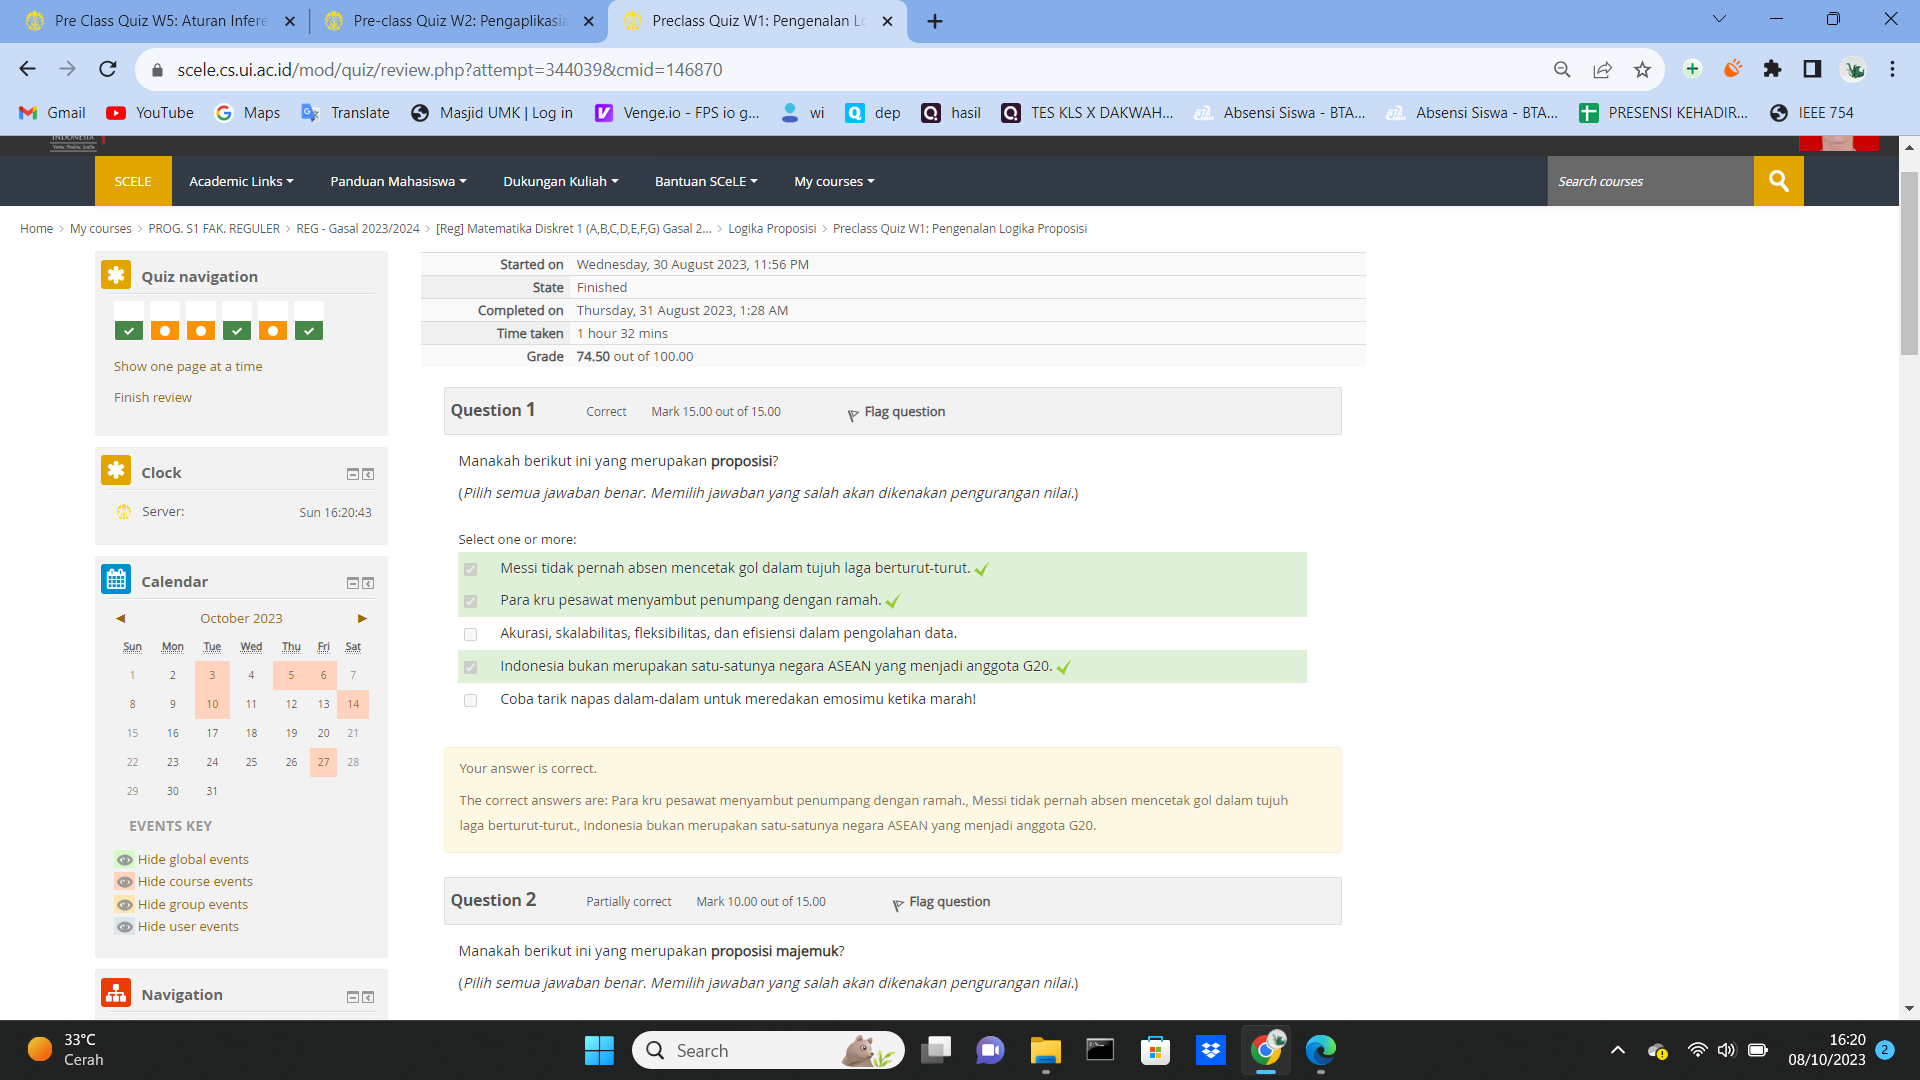 Pre Class Quiz W5: Aturan Infere
Pre-class Quiz W2: Pengaplikasia
Preclass Quiz W1: Pengenalan Lo
scele.cs.ui.ac.id/mod/quiz/review.php?attempt=344039&cmid=146870
Gmail
YouTube
Maps
Translate
Masjid UMK | Log in
Venge.io - FPS io g...
wi
dep
hasil
TES KLS X DAKWAH...
Absensi Siswa - BTA...
Absensi Siswa - BTA...
PRESENSI KEHADIR...
IEEE 754
SCELE
Academic Links
Panduan Mahasiswa
Dukungan Kuliah
Bantuan SCeLE
My courses
Search courses
Home > My courses > PROG. S1 FAK. REGULER > REG - Gasal 2023/2024 > [Reg] Matematika Diskret 1 (A,B,C,D,E,F,G) Gasal 2... > Logika Proposisi > Preclass Quiz W1: Pengenalan Logika Proposisi
Quiz navigation
Show one page at a time
Finish review
Clock
Server: Sun 16:20:43
Calendar
October 2023
Sun Mon Tue Wed Thu Fri Sat
1 2 3 4 5 6 7
8 9 10 11 12 13 14
15 16 17 18 19 20 21
22 23 24 25 26 27 28
29 30 31
EVENTS KEY
Hide global events
Hide course events
Hide group events
Hide user events
Navigation
Started on Wednesday, 30 August 2023, 11:56 PM
State Finished
Completed on Thursday, 31 August 2023, 1:28 AM
Time taken 1 hour 32 mins
Grade 74.50 out of 100.00
Question 1 Correct Mark 15.00 out of 15.00 Flag question
Manakah berikut ini yang merupakan proposisi?
(Pilih semua jawaban benar. Memilih jawaban yang salah akan dikenakan pengurangan nilai.)
Select one or more:
Messi tidak pernah absen mencetak gol dalam tujuh laga berturut-turut.
Para kru pesawat menyambut penumpang dengan ramah.
Akurasi, skalabilitas, fleksibilitas, dan efisiensi dalam pengolahan data.
Indonesia bukan merupakan satu-satunya negara ASEAN yang menjadi anggota G20.
Coba tarik napas dalam-dalam untuk meredakan emosimu ketika marah!
Your answer is correct.
The correct answers are: Para kru pesawat menyambut penumpang dengan ramah., Messi tidak pernah absen mencetak gol dalam tujuh
laga berturut-turut., Indonesia bukan merupakan satu-satunya negara ASEAN yang menjadi anggota G20.
Question 2 Partially correct Mark 10.00 out of 15.00 Flag question
Manakah berikut ini yang merupakan proposisi majemuk?
(Pilih semua jawaban benar. Memilih jawaban yang salah akan dikenakan pengurangan nilai.)
33°C
Cerah
Search
16:20
08/10/2023
2